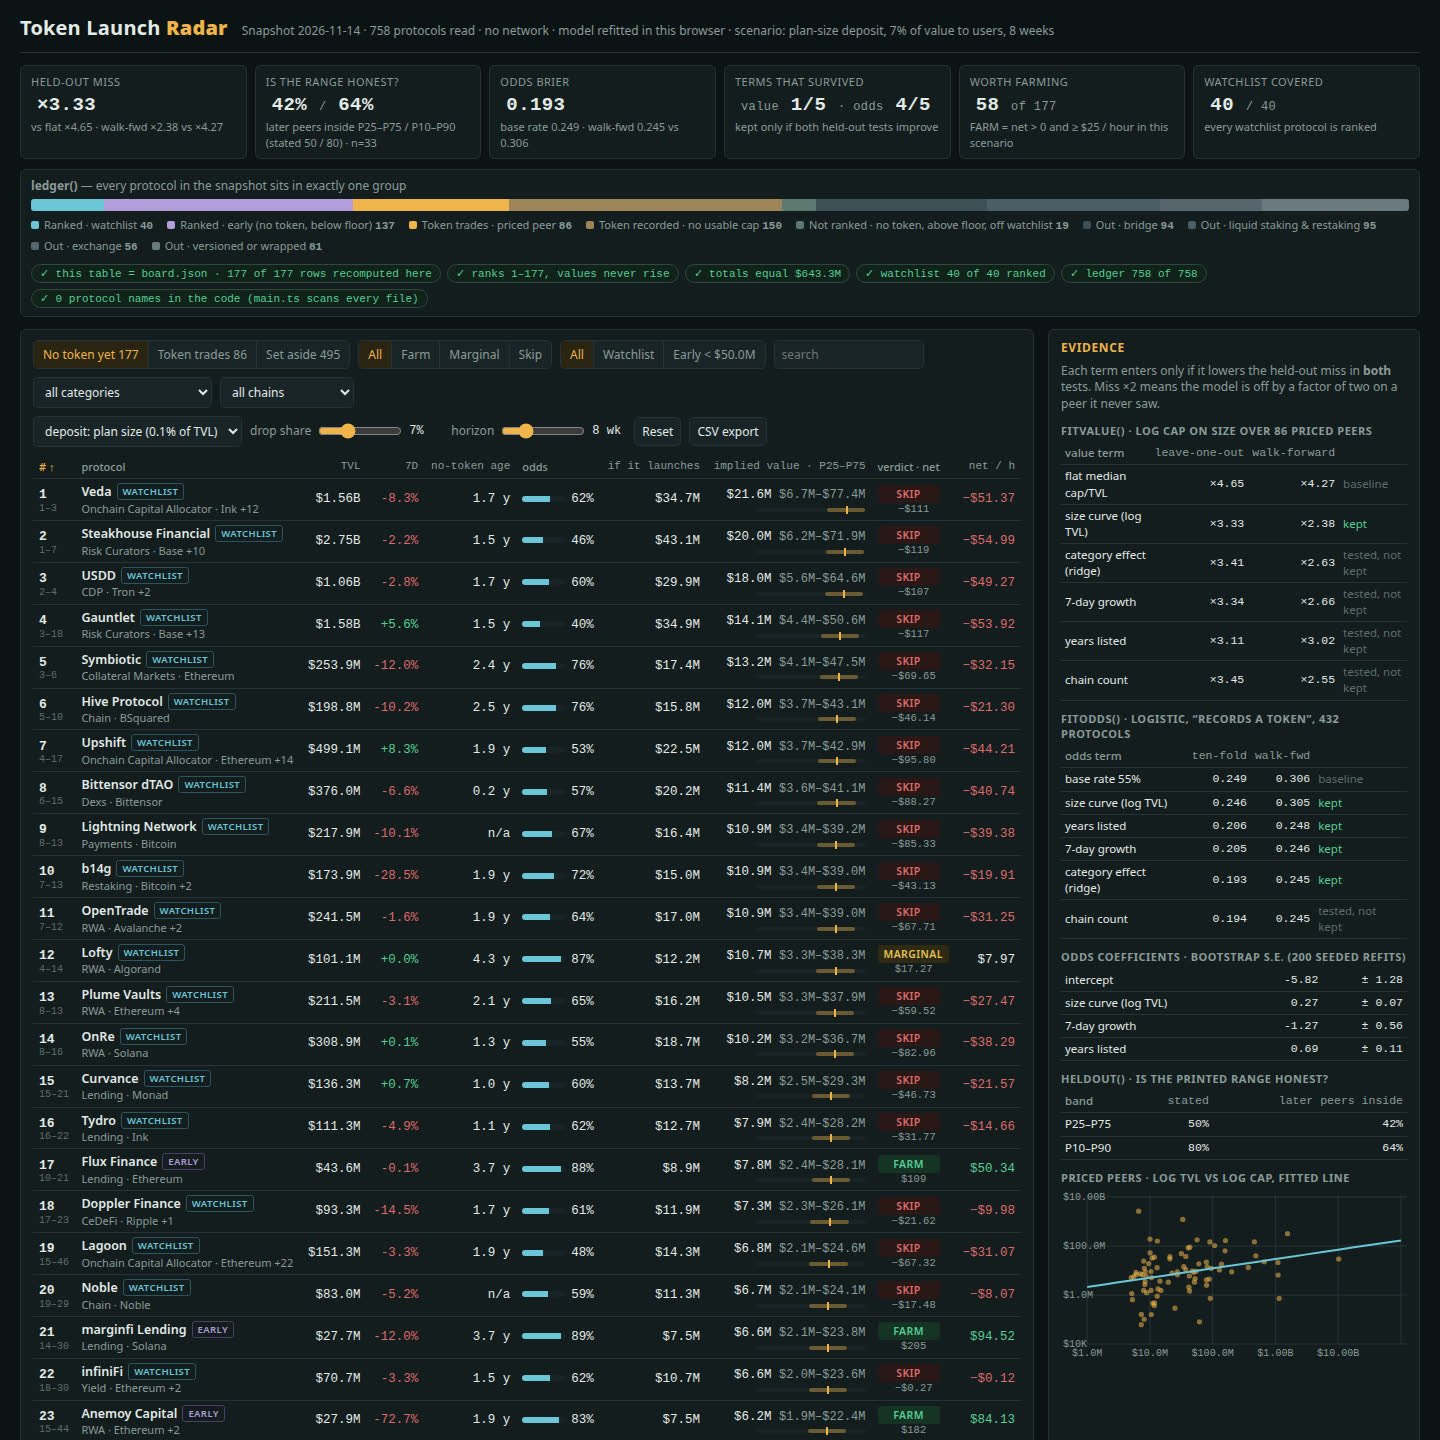 Token Launch Radar Snapshot 2026-11-14 · 758 protocols read · no network · model refitted in this browser · scenario: plan-size deposit, 7% of value to users, 8 weeks
HELD-OUT MISS
×3.33
vs flat ×4.65 · walk-fwd ×2.38 vs ×4.27
IS THE RANGE HONEST?
42% / 64%
later peers inside P25–P75 / P10–P90
(stated 50 / 80) · n=33
ODDS BRIER
0.193
base rate 0.249 · walk-fwd 0.245 vs
0.306
TERMS THAT SURVIVED
value 1/5 · odds 4/5
kept only if both held-out tests improve
WORTH FARMING
58 of 177
FARM = net > 0 and ≥ $25 / hour in this
scenario
WATCHLIST COVERED
40 / 40
every watchlist protocol is ranked
ledger() — every protocol in the snapshot sits in exactly one group
Ranked · watchlist 40 Ranked · early (no token, below floor) 137 Token trades · priced peer 86 Token recorded · no usable cap 150 Not ranked · no token, above floor, off watchlist 19 Out · bridge 94 Out · liquid staking & restaking 95
Out · exchange 56 Out · versioned or wrapped 81
✓ this table = board.json · 177 of 177 rows recomputed here ✓ ranks 1–177, values never rise ✓ totals equal $643.3M ✓ watchlist 40 of 40 ranked ✓ ledger 758 of 758
✓ 0 protocol names in the code (main.ts scans every file)
No token yet 177 Token trades 86 Set aside 495 All Farm Marginal Skip All Watchlist Early < $50.0M search
all categories all chains
deposit: plan size (0.1% of TVL) drop share 7% horizon 8 wk Reset CSV export
# ↑ protocol TVL 7D no-token age odds if it launches implied value · P25–P75 verdict · net net / h
1 Veda WATCHLIST $1.56B -8.3% 1.7 y 62% $34.7M $21.6M $6.7M–$77.4M SKIP −$51.37
1–3 Onchain Capital Allocator · Ink +12 −$111
2 Steakhouse Financial WATCHLIST $2.75B -2.2% 1.5 y 46% $43.1M $20.0M $6.2M–$71.9M SKIP −$54.99
1–7 Risk Curators · Base +10 −$119
3 USDD WATCHLIST $1.06B -2.8% 1.7 y 60% $29.9M $18.0M $5.6M–$64.6M SKIP −$49.27
2–4 CDP · Tron +2 −$107
4 Gauntlet WATCHLIST $1.58B +5.6% 1.5 y 40% $34.9M $14.1M $4.4M–$50.6M SKIP −$53.92
3–18 Risk Curators · Base +13 −$117
5 Symbiotic WATCHLIST $253.9M -12.0% 2.4 y 76% $17.4M $13.2M $4.1M–$47.5M SKIP −$32.15
3–6 Collateral Markets · Ethereum −$69.65
6 Hive Protocol WATCHLIST $198.8M -10.2% 2.5 y 76% $15.8M $12.0M $3.7M–$43.1M SKIP −$21.30
5–10 Chain · BSquared −$46.14
7 Upshift WATCHLIST $499.1M +8.3% 1.9 y 53% $22.5M $12.0M $3.7M–$42.9M SKIP −$44.21
4–17 Onchain Capital Allocator · Ethereum +14 −$95.80
8 Bittensor dTAO WATCHLIST $376.0M -6.6% 0.2 y 57% $20.2M $11.4M $3.6M–$41.1M SKIP −$40.74
6–15 Dexs · Bittensor −$88.27
9 Lightning Network WATCHLIST $217.9M -10.1% n/a 67% $16.4M $10.9M $3.4M–$39.2M SKIP −$39.38
8–13 Payments · Bitcoin −$85.33
10 b14g WATCHLIST $173.9M -28.5% 1.9 y 72% $15.0M $10.9M $3.4M–$39.0M SKIP −$19.91
7–13 Restaking · Bitcoin +2 −$43.13
11 OpenTrade WATCHLIST $241.5M -1.6% 1.9 y 64% $17.0M $10.9M $3.4M–$39.0M SKIP −$31.25
7–12 RWA · Avalanche +2 −$67.71
12 Lofty WATCHLIST $101.1M +0.0% 4.3 y 87% $12.2M $10.7M $3.3M–$38.3M MARGINAL $7.97
4–14 RWA · Algorand $17.27
13 Plume Vaults WATCHLIST $211.5M -3.1% 2.1 y 65% $16.2M $10.5M $3.3M–$37.9M SKIP −$27.47
8–13 RWA · Ethereum +4 −$59.52
14 OnRe WATCHLIST $308.9M +0.1% 1.3 y 55% $18.7M $10.2M $3.2M–$36.7M SKIP −$38.29
8–16 RWA · Solana −$82.96
15 Curvance WATCHLIST $136.3M +0.7% 1.0 y 60% $13.7M $8.2M $2.5M–$29.3M SKIP −$21.57
15–21 Lending · Monad −$46.73
16 Tydro WATCHLIST $111.3M -4.9% 1.1 y 62% $12.7M $7.9M $2.4M–$28.2M SKIP −$14.66
16–22 Lending · Ink −$31.77
17 Flux Finance EARLY $43.6M -0.1% 3.7 y 88% $8.9M $7.8M $2.4M–$28.1M FARM $50.34
10–21 Lending · Ethereum $109
18 Doppler Finance WATCHLIST $93.3M -14.5% 1.7 y 61% $11.9M $7.3M $2.3M–$26.1M SKIP −$9.98
17–23 CeDeFi · Ripple +1 −$21.62
19 Lagoon WATCHLIST $151.3M -3.3% 1.9 y 48% $14.3M $6.8M $2.1M–$24.6M SKIP −$31.07
15–46 Onchain Capital Allocator · Ethereum +22 −$67.32
20 Noble WATCHLIST $83.0M -5.2% n/a 59% $11.3M $6.7M $2.1M–$24.1M SKIP −$8.07
19–29 Chain · Noble −$17.48
21 marginfi Lending EARLY $27.7M -12.0% 3.7 y 89% $7.5M $6.6M $2.1M–$23.8M FARM $94.52
14–30 Lending · Solana $205
22 infiniFi WATCHLIST $70.7M -3.3% 1.5 y 62% $10.7M $6.6M $2.0M–$23.6M SKIP −$0.12
18–30 Yield · Ethereum +2 −$0.27
23 Anemoy Capital EARLY $27.9M -72.7% 1.9 y 83% $7.5M $6.2M $1.9M–$22.4M FARM $84.13
15–44 RWA · Ethereum +2 $182
EVIDENCE
Each term enters only if it lowers the held-out miss in both
tests. Miss ×2 means the model is off by a factor of two on a
peer it never saw.
FITVALUE() · LOG CAP ON SIZE OVER 86 PRICED PEERS
value term leave-one-out walk-forward
flat median
cap/TVL ×4.65 ×4.27 baseline
size curve (log
TVL) ×3.33 ×2.38 kept
category effect
(ridge) ×3.41 ×2.63 tested, not
kept
7-day growth ×3.34 ×2.66 tested, not
kept
years listed ×3.11 ×3.02 tested, not
kept
chain count ×3.45 ×2.55 tested, not
kept
FITODDS() · LOGISTIC, “RECORDS A TOKEN”, 432
PROTOCOLS
odds term ten-fold walk-fwd
base rate 55% 0.249 0.306 baseline
size curve (log TVL) 0.246 0.305 kept
years listed 0.206 0.248 kept
7-day growth 0.205 0.246 kept
category effect
(ridge) 0.193 0.245 kept
chain count 0.194 0.245 tested, not
kept
ODDS COEFFICIENTS · BOOTSTRAP S.E. (200 SEEDED REFITS)
intercept -5.82 ± 1.28
size curve (log TVL) 0.27 ± 0.07
7-day growth -1.27 ± 0.56
years listed 0.69 ± 0.11
HELDOUT() · IS THE PRINTED RANGE HONEST?
band stated later peers inside
P25–P75 50% 42%
P10–P90 80% 64%
PRICED PEERS · LOG TVL VS LOG CAP, FITTED LINE
$10.00B
$100.0M
$1.0M
$10K
$1.0M $10.0M $100.0M $1.00B $10.00B